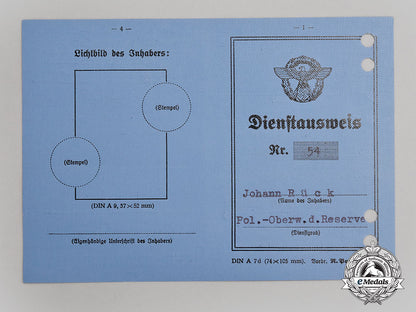 — 4 —
Lichtbild des Inhabers:
(Stempel)
(Stempel)
(DIN A 9, 37×52 mm)
(Eigenhändige Unterschrift des Inhabers)
— 1 —
Dienstausweis
Nr. 54
Johann Rück
(Name des Inhabers)
Pol.-Oberw.d.Reserve
(Dienstgrad)
DIN A 7d (74×105 mm).
eMedals